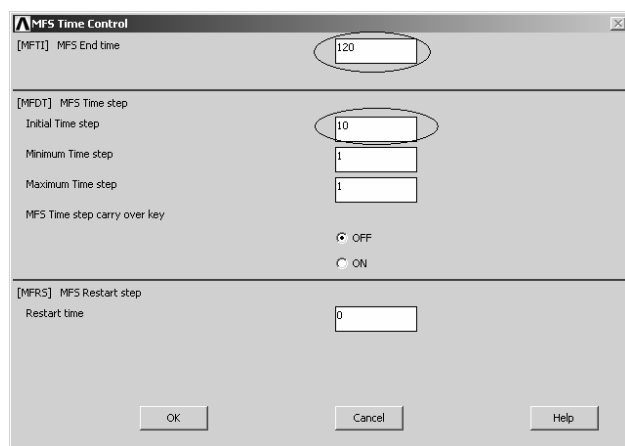 MFS Time Control
[MFTI] MFS End time
120
[MFDT] MFS Time step
Initial Time step
10
Minimum Time step
1
Maximum Time step
1
MFS Time step carry over key
OFF
ON
[MFRS] MFS Restart step
Restart time
0
OK Cancel Help